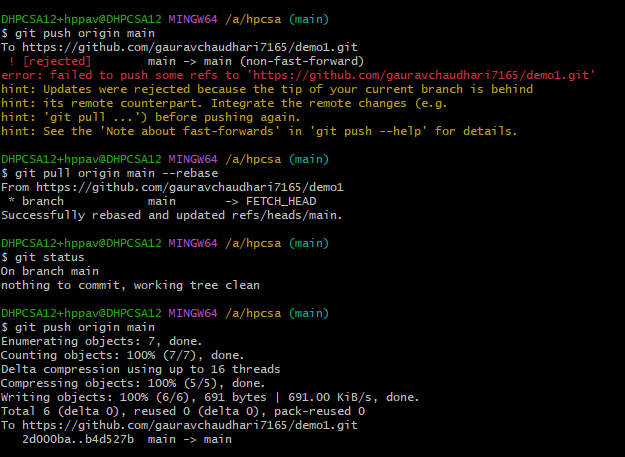 DHPCSA12+hppav@DHPCSA12 MINGW64 /a/hpcsa (main)
$ git push origin main
To https://github.com/gauravchaudhari7165/demo1.git
 ! [rejected]        main -> main (non-fast-forward)
error: failed to push some refs to 'https://github.com/gauravchaudhari7165/demo1.git'
hint: Updates were rejected because the tip of your current branch is behind
hint: its remote counterpart. Integrate the remote changes (e.g.
hint: 'git pull ...') before pushing again.
hint: See the 'Note about fast-forwards' in 'git push --help' for details.
DHPCSA12+hppav@DHPCSA12 MINGW64 /a/hpcsa (main)
$ git pull origin main --rebase
From https://github.com/gauravchaudhari7165/demo1
 * branch            main       -> FETCH_HEAD
Successfully rebased and updated refs/heads/main.
DHPCSA12+hppav@DHPCSA12 MINGW64 /a/hpcsa (main)
$ git status
On branch main
nothing to commit, working tree clean
DHPCSA12+hppav@DHPCSA12 MINGW64 /a/hpcsa (main)
$ git push origin main
Enumerating objects: 7, done.
Counting objects: 100% (7/7), done.
Delta compression using up to 16 threads
Compressing objects: 100% (5/5), done.
Writing objects: 100% (6/6), 691 bytes | 691.00 KiB/s, done.
Total 6 (delta 0), reused 0 (delta 0), pack-reused 0
To https://github.com/gauravchaudhari7165/demo1.git
   2d000ba..b4d527b  main -> main